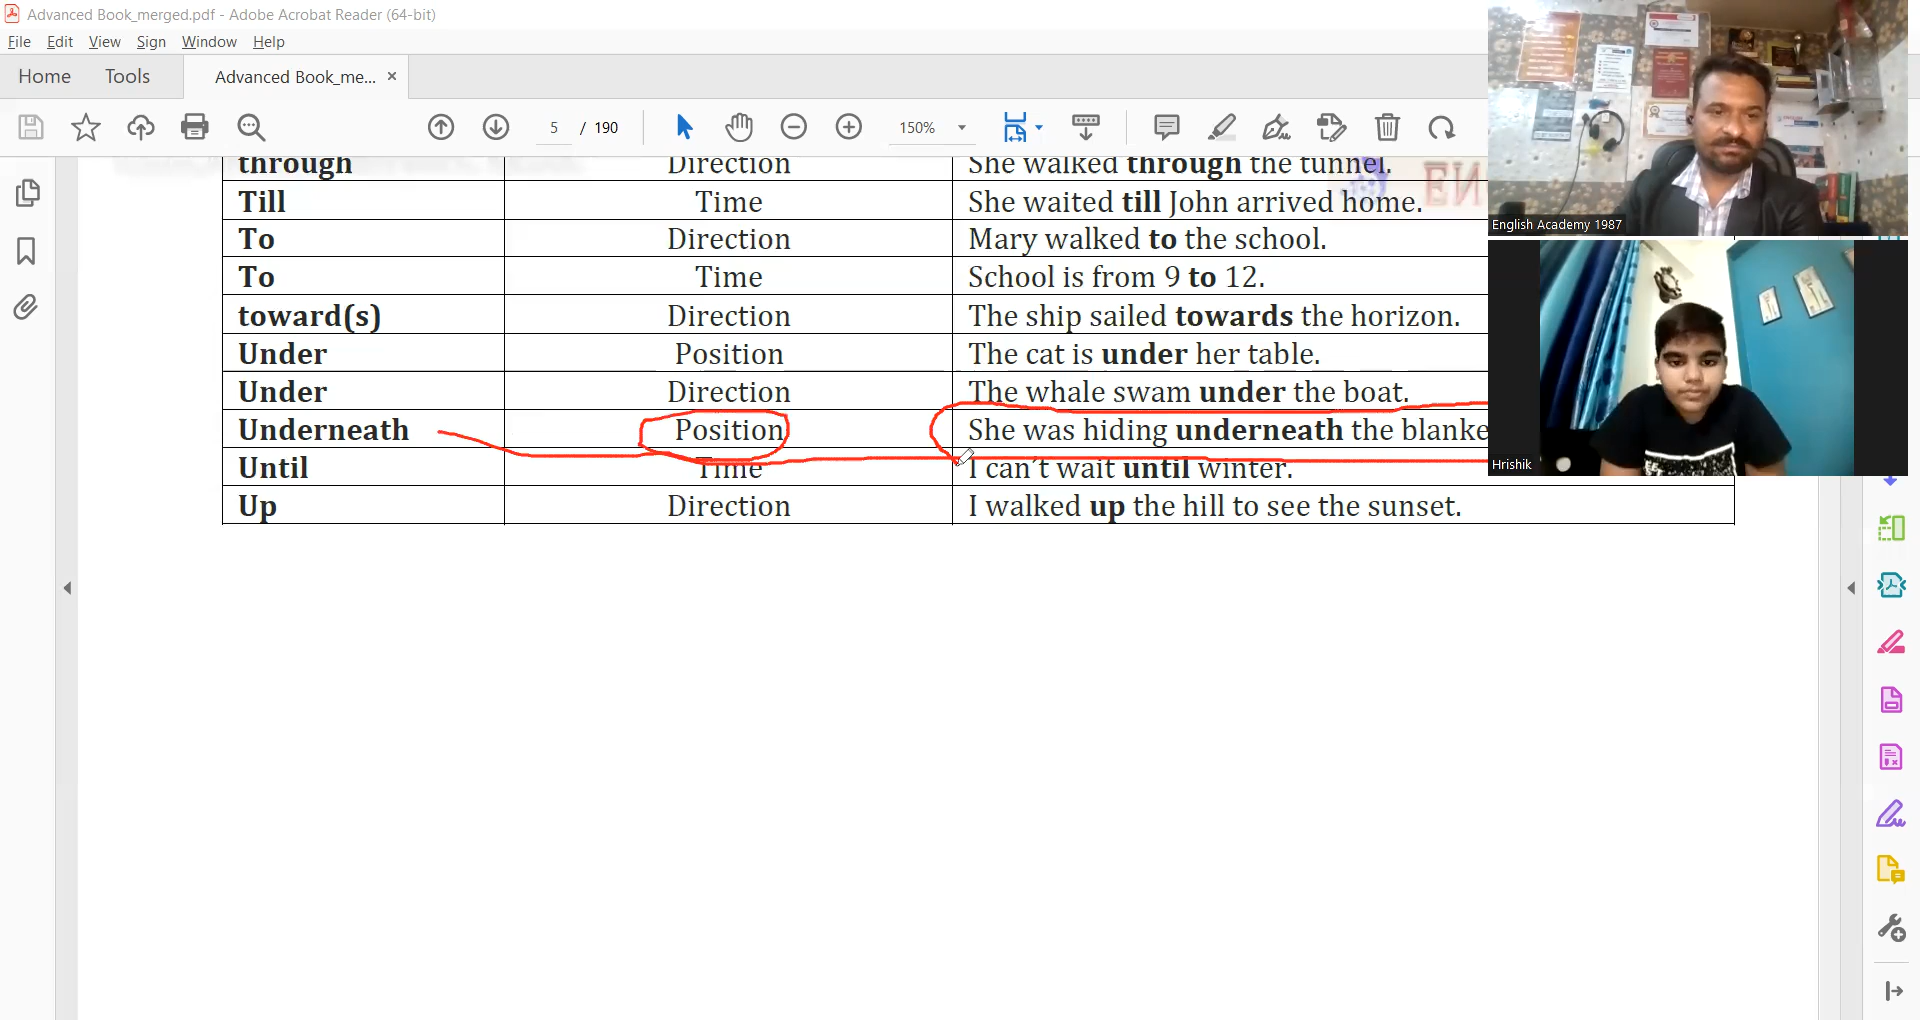 Advanced Book_merged.pdf - Adobe Acrobat Reader (64-bit)
File Edit View Sign Window Help
Home Tools Advanced Book_me... ×
5 / 190 150%
through Direction She walked through the tunnel.
Till Time She waited till John arrived home.
To Direction Mary walked to the school.
To Time School is from 9 to 12.
toward(s) Direction The ship sailed towards the horizon.
Under Position The cat is under her table.
Under Direction The whale swam under the boat.
Underneath Position She was hiding underneath the blanke
Until Time I can't wait until winter.
Up Direction I walked up the hill to see the sunset.
EN
English Academy 1987
Hrishik